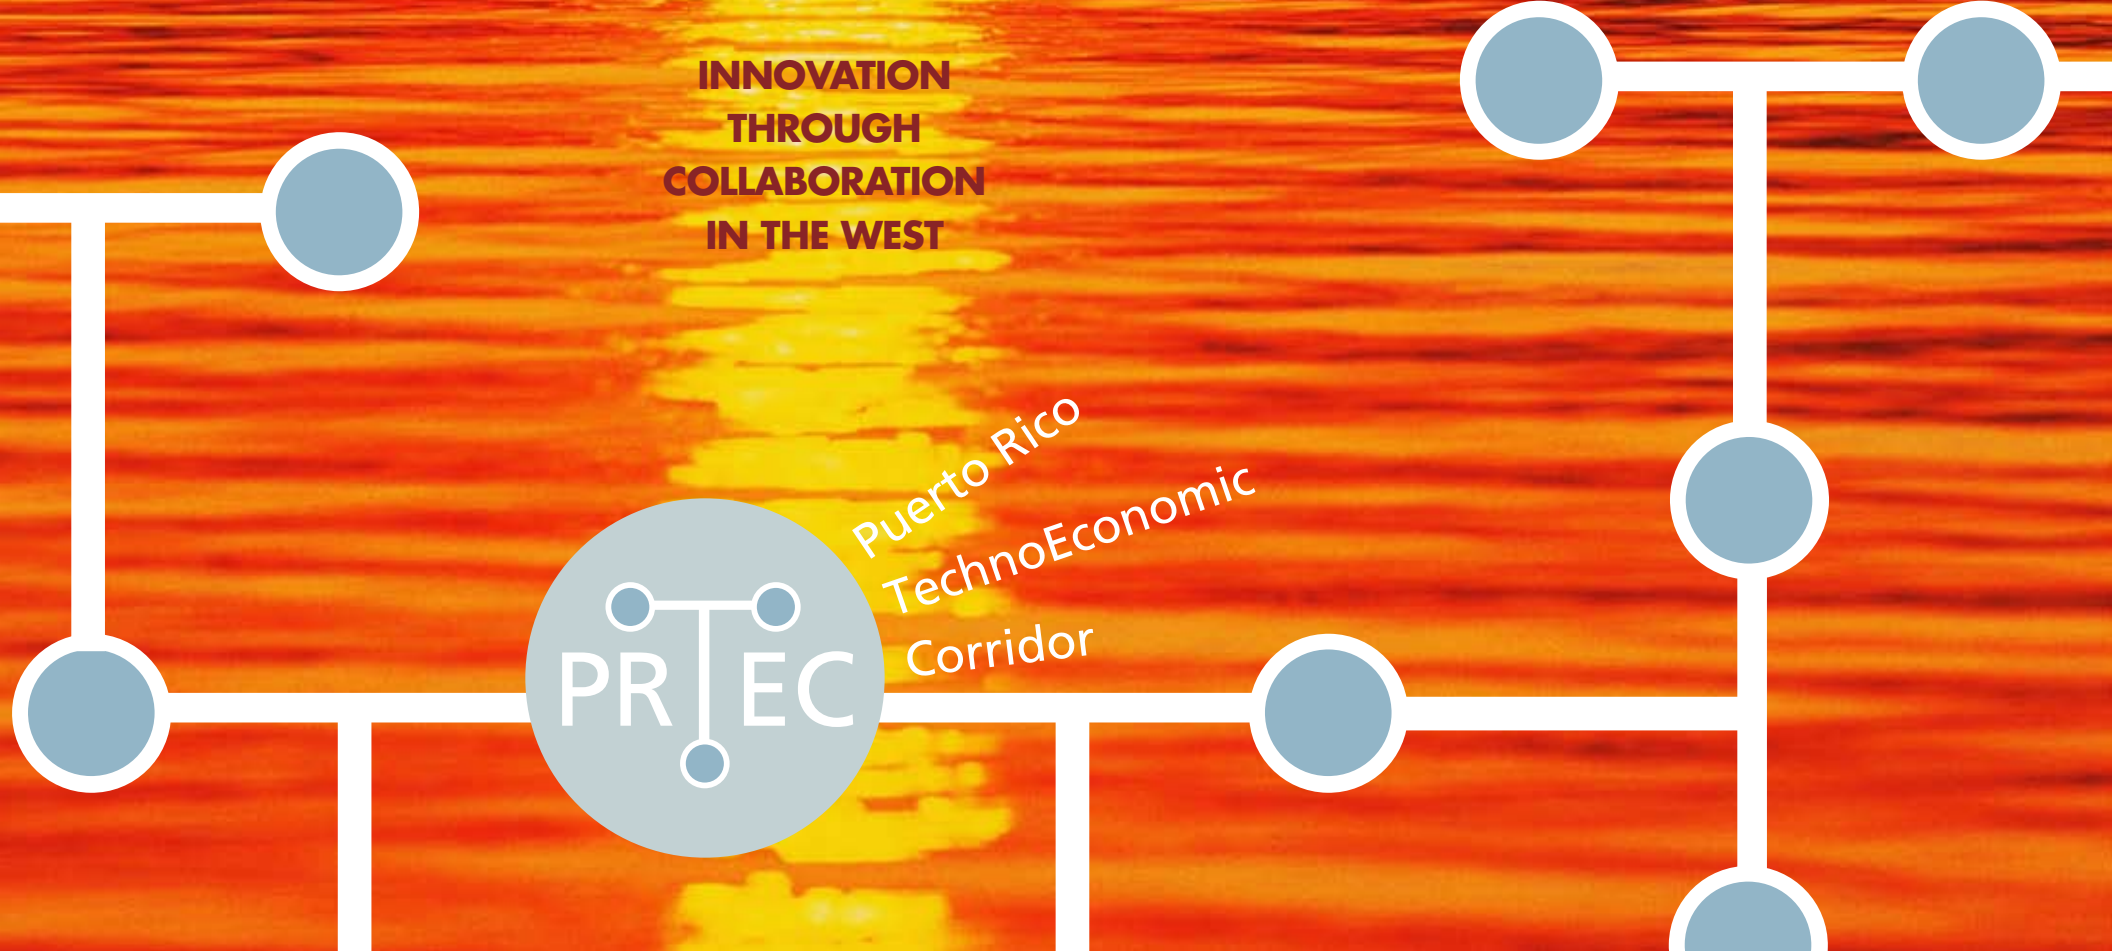 INNOVATION
THROUGH
COLLABORATION
IN THE WEST
Puerto Rico
TechnoEconomic
Corridor
PRTEC